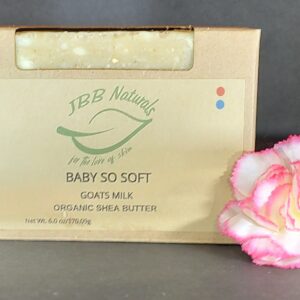 JBB Naturals
for the love of skin
BABY SO SOFT
GOATS MILK
ORGANIC SHEA BUTTER
Net Wt. 6.0 oz/170.09g